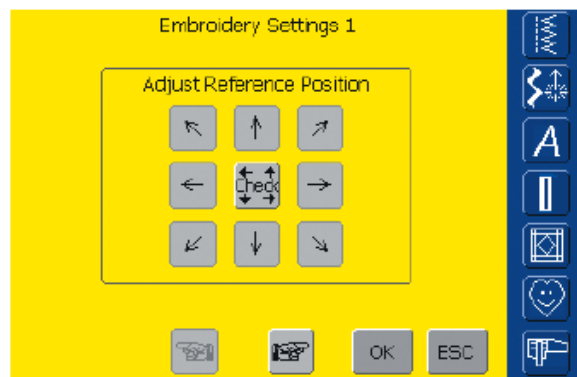 Embroidery Settings 1
Adjust Reference Position
Check
OK ESC
A